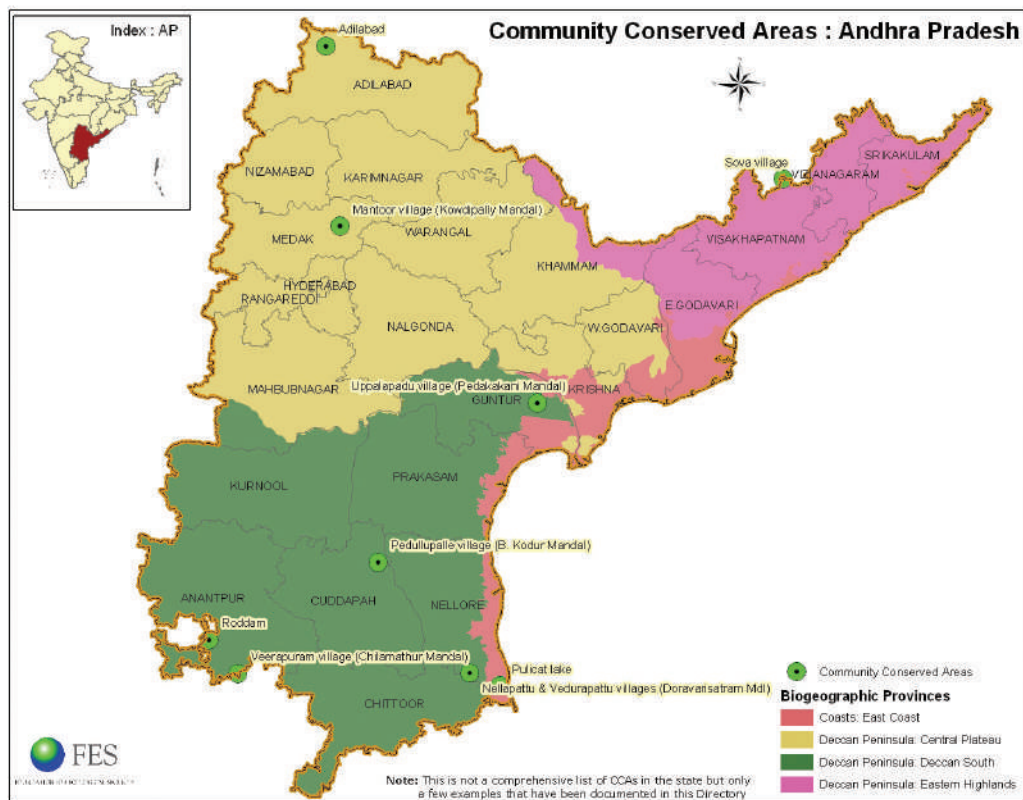 Index : AP
Community Conserved Areas : Andhra Pradesh
Adilabad
ADILABAD
Sova village
SRIKAKULAM
NIZAMABAD
KARIMNAGAR
Mantoor village (Kowdipally Mandal)
MEDAK
WARANGAL
VISAKHAPATNAM
KHAMMAM
HYDERABAD
RANGAREDDI
E.GODAVARI
NALGONDA
W.GODAVARI
MAHBUBNAGAR
Uppalapadu village (Pedakakani Mandal)
KRISHNA
GUNTUR
KURNOOL
PRAKASAM
Pedullupalle village (B. Kodur Mandal)
ANANTPUR
CUDDAPAH
NELLORE
Roddam
Veerapuram village (Chilamathur Mandal)
Pulicat lake
Nellapattu & Vedurapattu villages (Doravarisatram Mdl)
CHITTOOR
Community Conserved Areas
Biogeographic Provinces
Coasts: East Coast
Deccan Peninsula: Central Plateau
Deccan Peninsula: Deccan South
Deccan Peninsula: Eastern Highlands
FES
Note: This is not a comprehensive list of CCAs in the state but only
a few examples that have been documented in this Directory